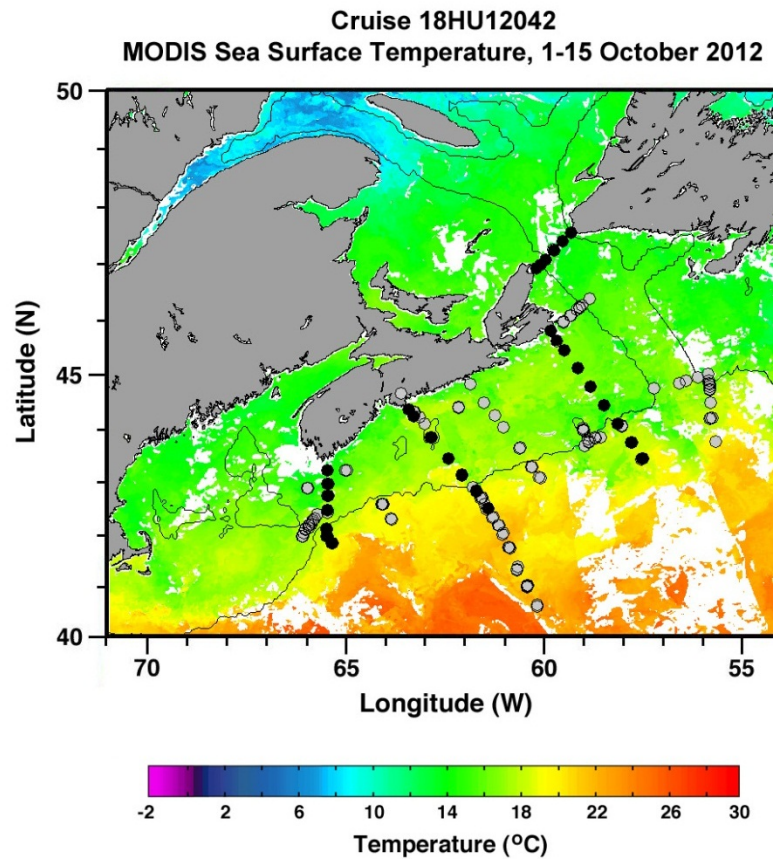 Cruise 18HU12042
MODIS Sea Surface Temperature, 1-15 October 2012
50
45
40
Latitude (N)
70 65 60 55
Longitude (W)
-2 2 6 10 14 18 22 26 30
Temperature (°C)